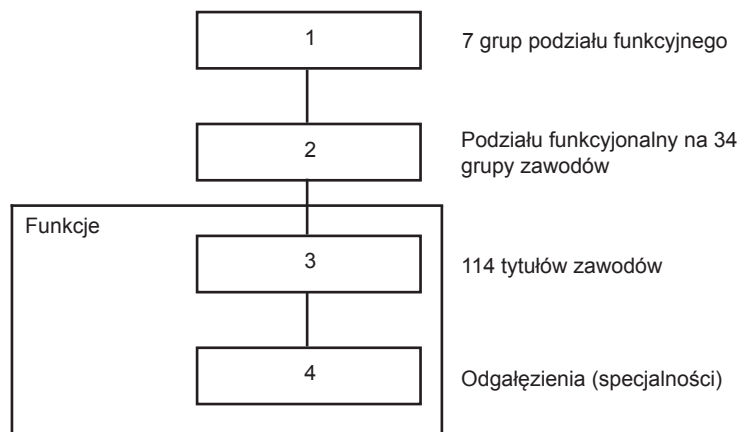 1
7 grup podziału funkcyjnego
2
Podziału funkcyjonalny na 34
grupy zawodów
Funkcje
3
114 tytułów zawodów
4
Odgałęzienia (specjalności)